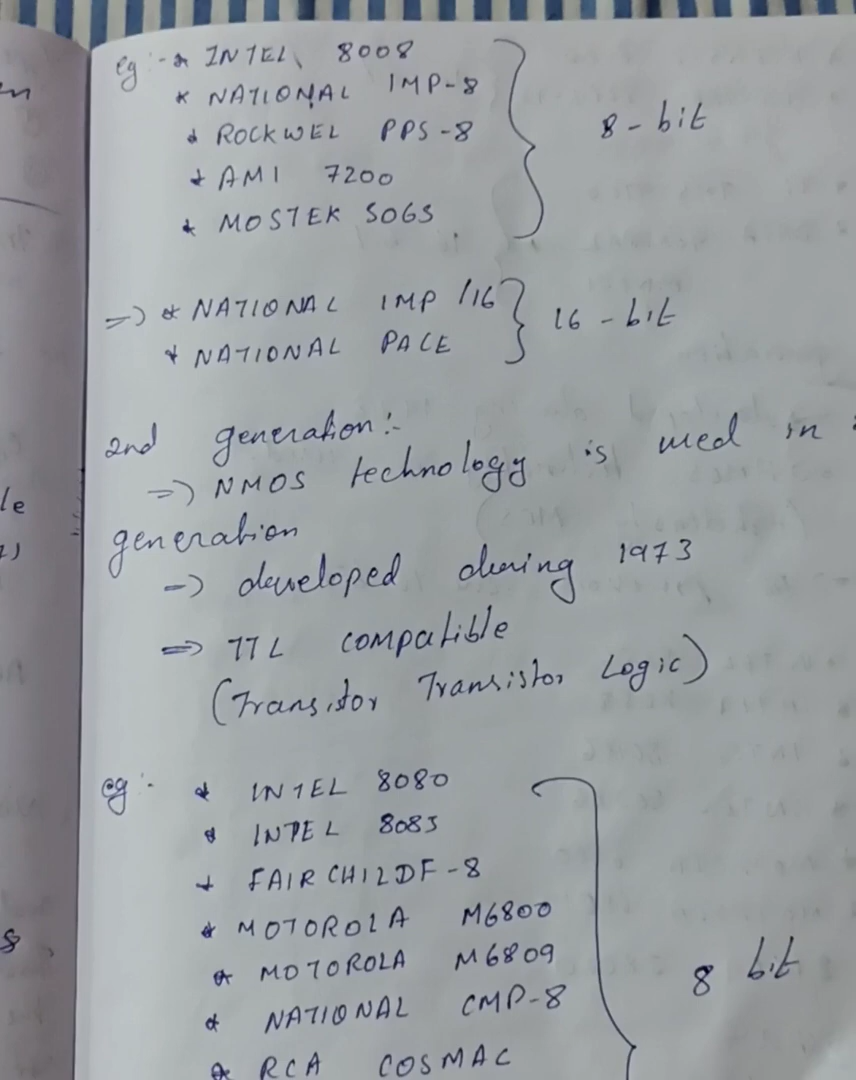 eg :- * INTEL 8008
* NATIONAL IMP-8
* ROCKWEL PPS-8
* AMI 7200
* MOSTEK 5065
8-bit
=> * NATIONAL IMP /16
* NATIONAL PACE
16-bit
2nd generation :-
=> NMOS technology is used in
generation
=> developed during 1973
=> TTL compatible
(Transistor Transistor Logic)
eg :- * INTEL 8080
* INTEL 8085
* FAIRCHILDF-8
* MOTOROLA M6800
* MOTOROLA M6809
* NATIONAL CMP-8
* RCA COSMAC
8 bit